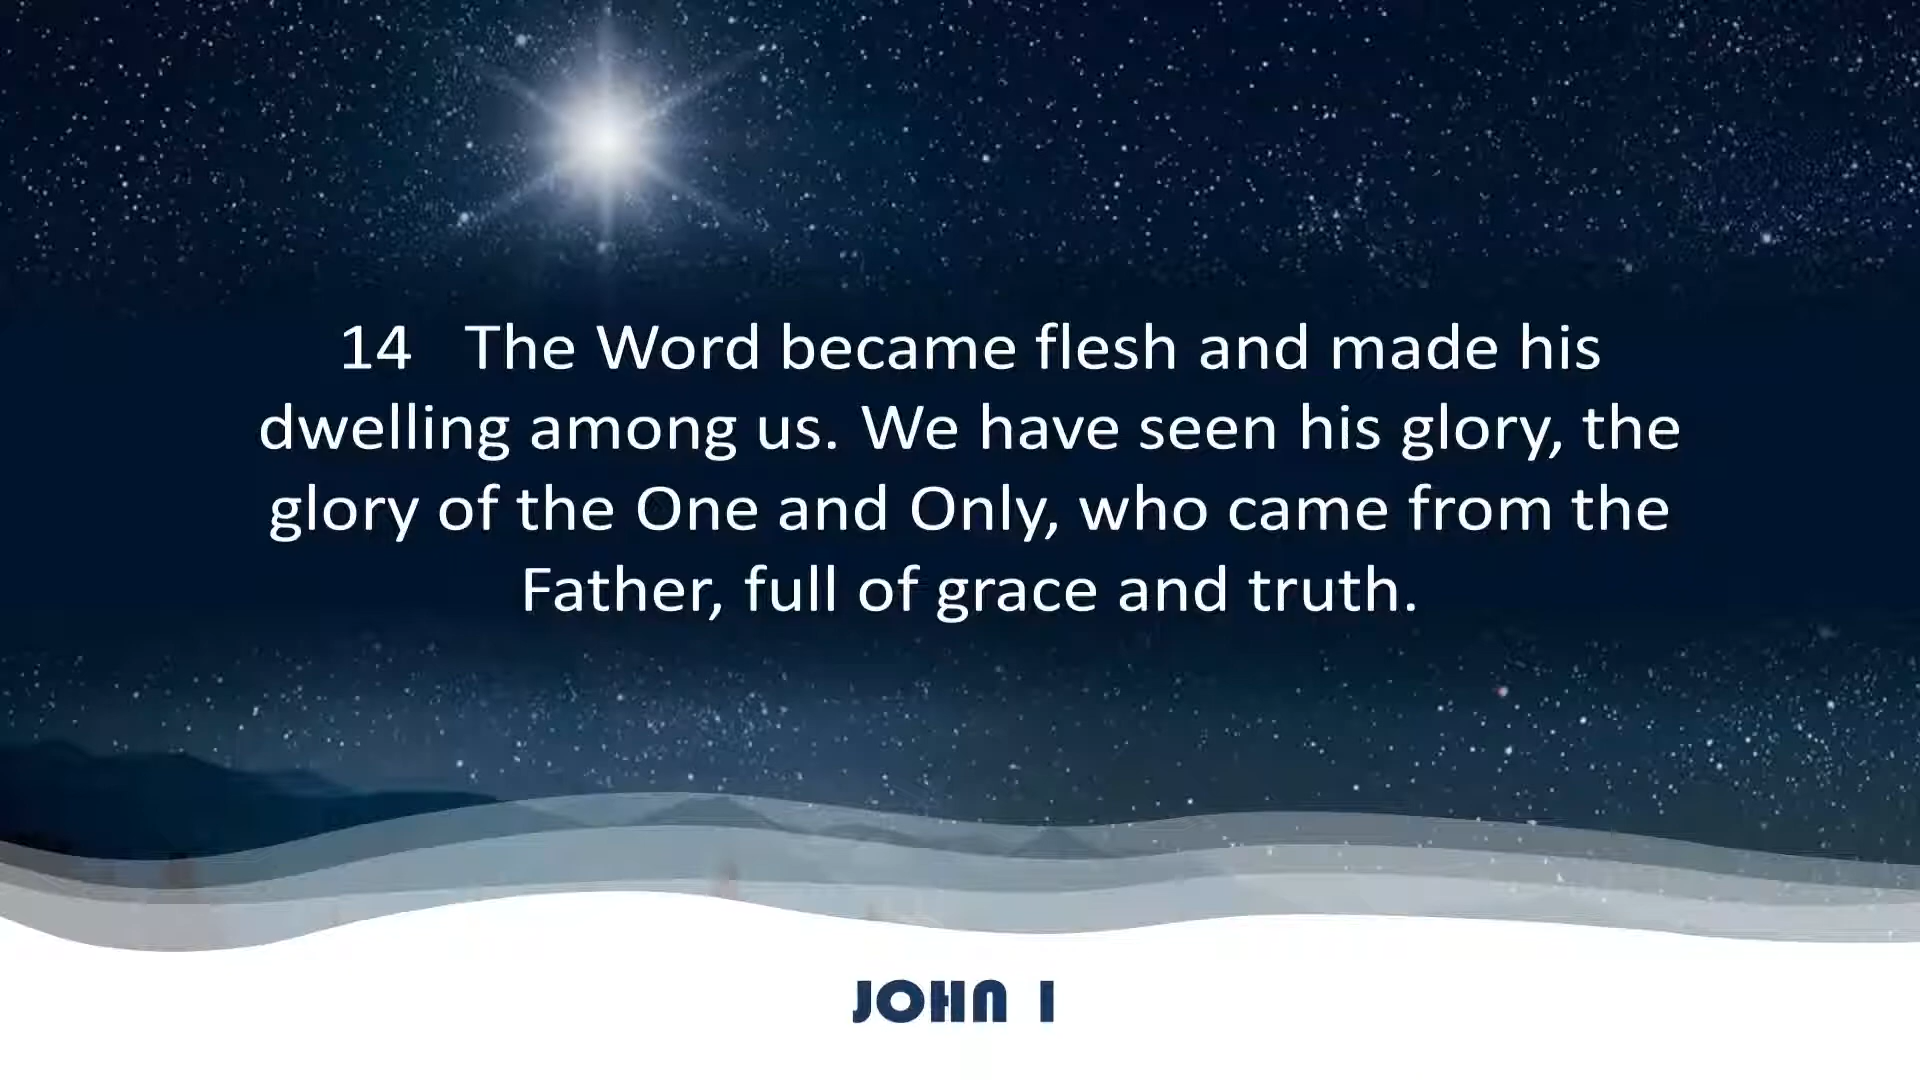 14 The Word became flesh and made his
dwelling among us. We have seen his glory, the
glory of the One and Only, who came from the
Father, full of grace and truth.
JOHN 1